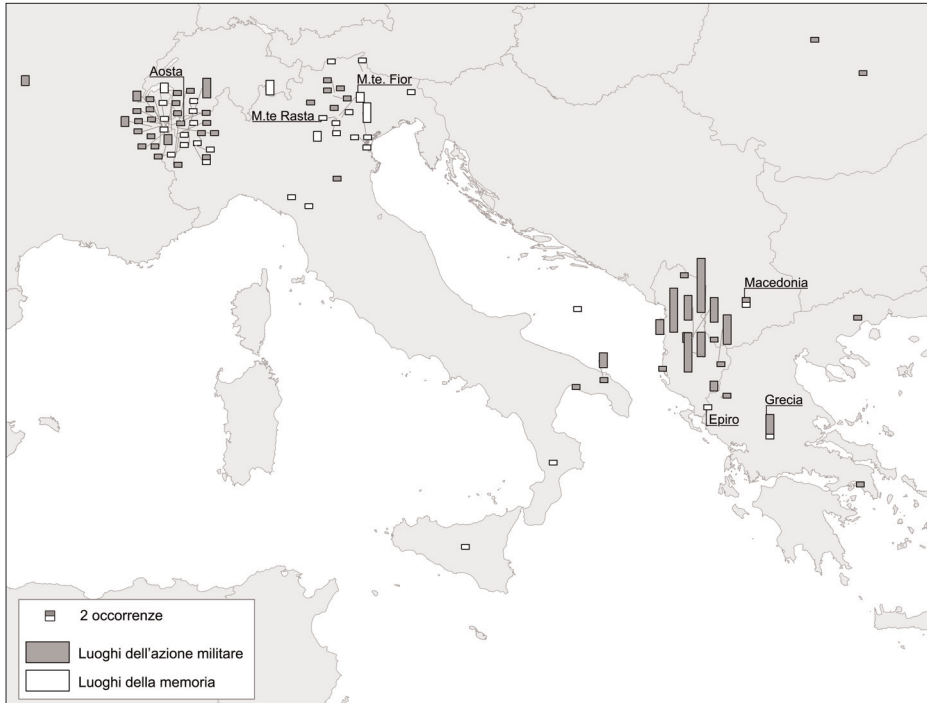 Aosta
M.te. Fior
M.te Rasta
Macedonia
Grecia
Epiro
2 occorrenze
Luoghi dell'azione militare
Luoghi della memoria